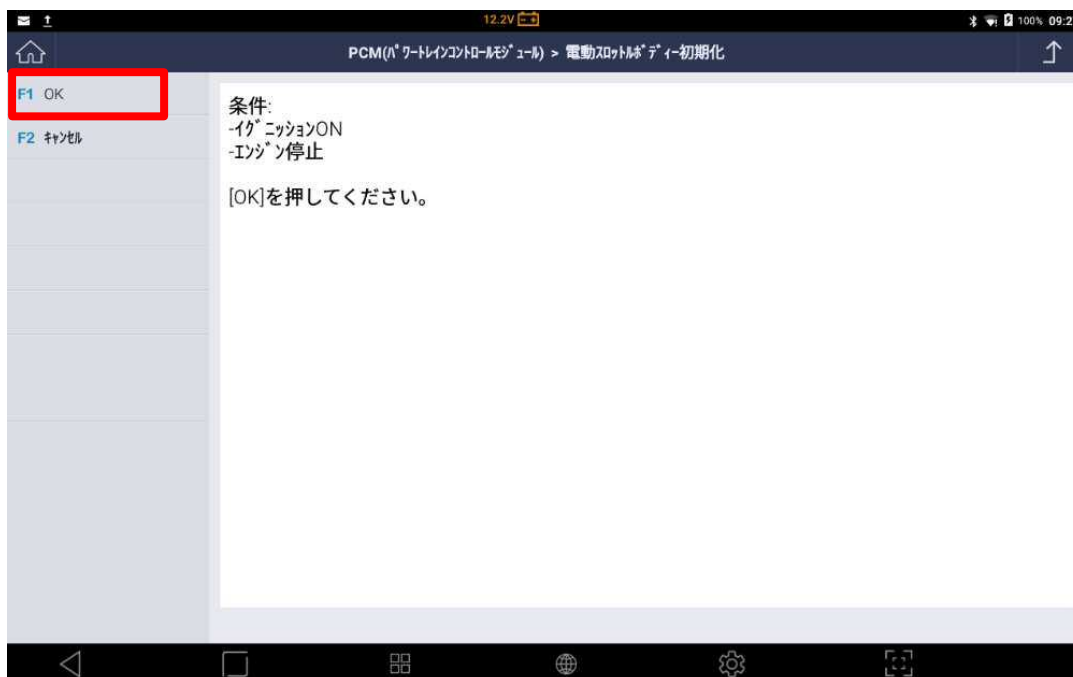 12.2V
100% 09:2
PCM(ﾊﾟﾜｰﾄﾚｲﾝｺﾝﾄﾛｰﾙﾓｼﾞｭｰﾙ) > 電動ｽﾛｯﾄﾙﾎﾞﾃﾞｨｰ初期化
F1 OK
F2 ｷｬﾝｾﾙ
条件:
-ｲｸﾞﾆｯｼｮﾝON
-ｴﾝｼﾞﾝ停止
[OK]を押してください。